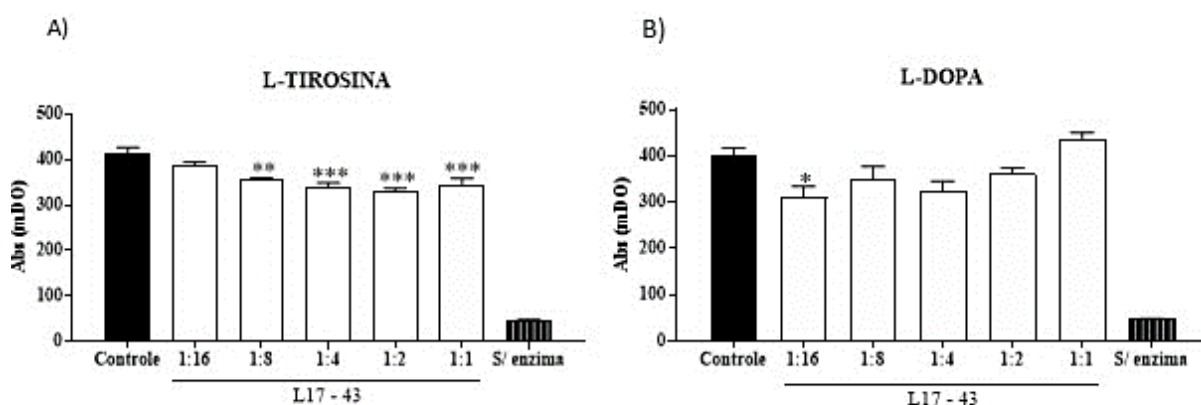 A)
L-TIROSINA
Abs (mDO)
500
400
300
200
100
0
** *** *** ***
Controle 1:16 1:8 1:4 1:2 1:1 S/ enzima
L17 - 43
B)
L-DOPA
Abs (mDO)
500
400
300
200
100
0
*
Controle 1:16 1:8 1:4 1:2 1:1 S/ enzima
L17 - 43